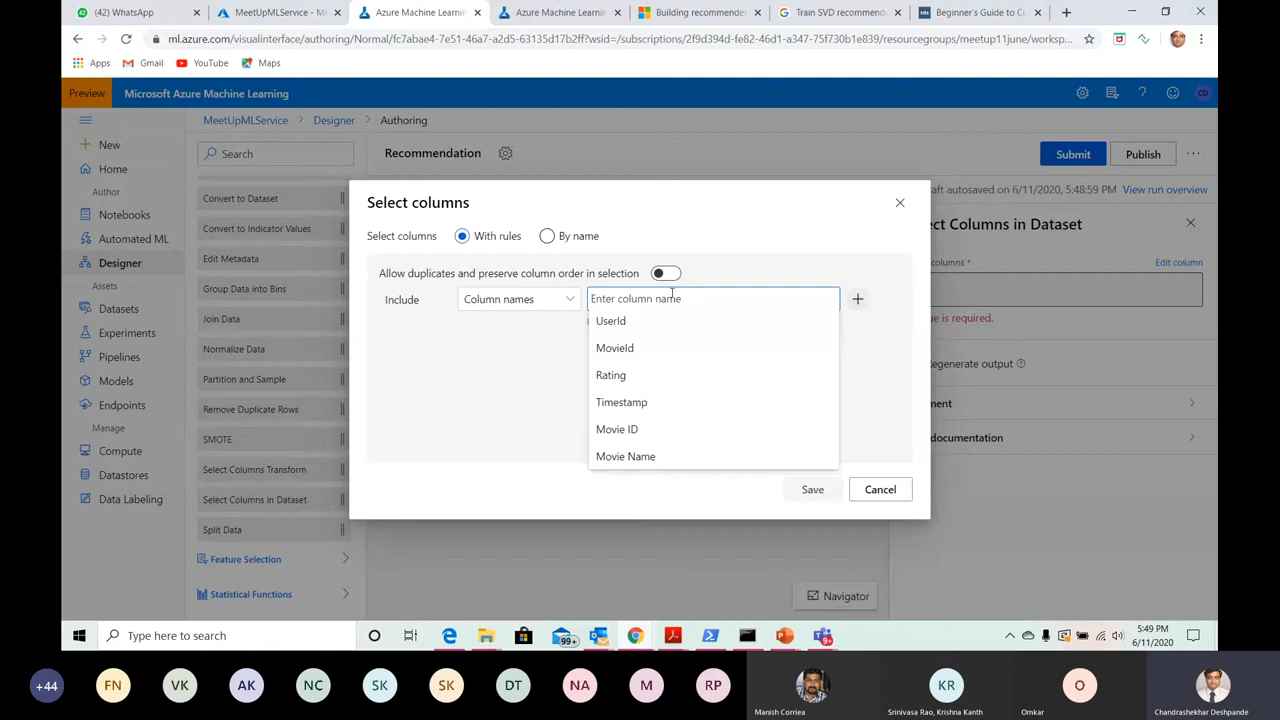 (42) WhatsApp
MeetUpMLService - M
Azure Machine Learnin
Azure Machine Learnin
Building recommende
Train SVD recommend
Beginner's Guide to C
ml.azure.com/visualinterface/authoring/Normal/fc7abae4-7e51-46a7-a2d5-63135d17b2ff?wsid=/subscriptions/2f9d394d-fe82-46d1-a347-75f730b1e839/resourcegroups/meetup11june/worksp...
Apps
Gmail
YouTube
Maps
Preview
Microsoft Azure Machine Learning
CD
MeetUpMLService > Designer > Authoring
New
Home
Author
Notebooks
Automated ML
Designer
Assets
Datasets
Experiments
Pipelines
Models
Endpoints
Manage
Compute
Datastores
Data Labeling
Search
Convert to Dataset
Convert to Indicator Values
Edit Metadata
Group Data into Bins
Join Data
Normalize Data
Partition and Sample
Remove Duplicate Rows
SMOTE
Select Columns Transform
Select Columns in Dataset
Split Data
Feature Selection
Statistical Functions
Recommendation
Submit
Publish
raft autosaved on 6/11/2020, 5:48:59 PM
View run overview
ect Columns in Dataset
columns *
Edit column
ue is required.
egenerate output
ment
documentation
Select columns
Select columns
With rules
By name
Allow duplicates and preserve column order in selection
Include
Column names
Enter column name
UserId
MovieId
Rating
Timestamp
Movie ID
Movie Name
Save
Cancel
Navigator
Type here to search
99+
9+
5:49 PM
6/11/2020
+44
FN
VK
AK
NC
SK
SK
DT
NA
M
RP
Manish Corriea
KR
Srinivasa Rao, Krishna Kanth
O
Omkar
Chandrashekhar Deshpande